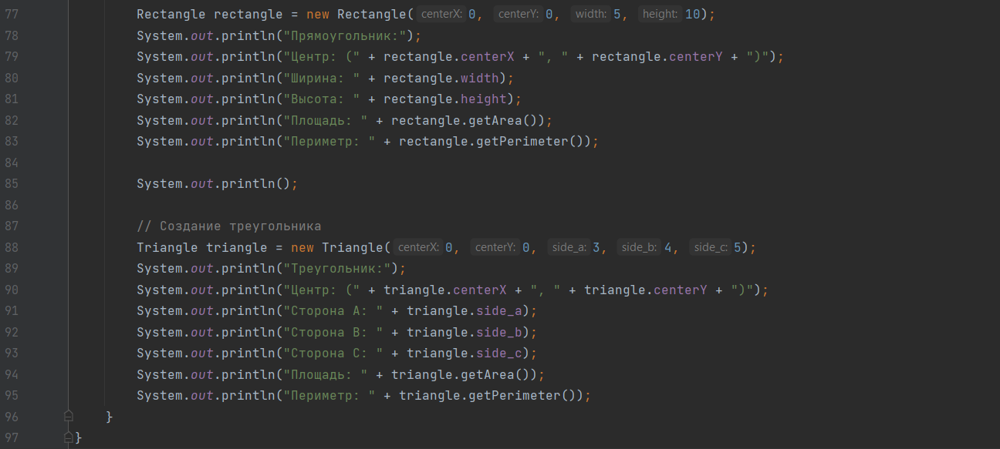 77 Rectangle rectangle = new Rectangle( centerX: 0, centerY: 0, width: 5, height: 10);
78 System.out.println("Прямоугольник:");
79 System.out.println("Центр: (" + rectangle.centerX + ", " + rectangle.centerY + ")");
80 System.out.println("Ширина: " + rectangle.width);
81 System.out.println("Высота: " + rectangle.height);
82 System.out.println("Площадь: " + rectangle.getArea());
83 System.out.println("Периметр: " + rectangle.getPerimeter());
84
85 System.out.println();
86
87 // Создание треугольника
88 Triangle triangle = new Triangle( centerX: 0, centerY: 0, side_a: 3, side_b: 4, side_c: 5);
89 System.out.println("Треугольник:");
90 System.out.println("Центр: (" + triangle.centerX + ", " + triangle.centerY + ")");
91 System.out.println("Сторона A: " + triangle.side_a);
92 System.out.println("Сторона B: " + triangle.side_b);
93 System.out.println("Сторона C: " + triangle.side_c);
94 System.out.println("Площадь: " + triangle.getArea());
95 System.out.println("Периметр: " + triangle.getPerimeter());
96 }
97 }